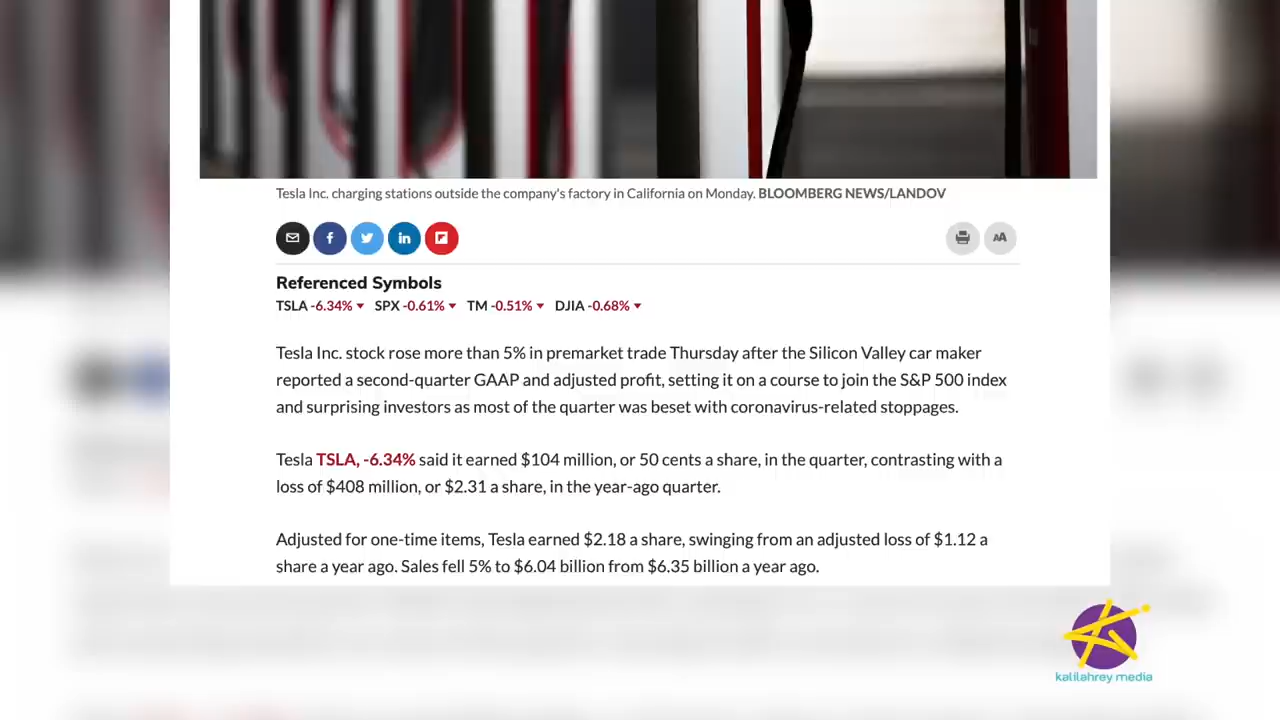 Tesla Inc. charging stations outside the company's factory in California on Monday. BLOOMBERG NEWS/LANDOV
Referenced Symbols
TSLA -6.34% SPX -0.61% TM -0.51% DJIA -0.68%
Tesla Inc. stock rose more than 5% in premarket trade Thursday after the Silicon Valley car maker
reported a second-quarter GAAP and adjusted profit, setting it on a course to join the S&P 500 index
and surprising investors as most of the quarter was beset with coronavirus-related stoppages.
Tesla TSLA, -6.34% said it earned $104 million, or 50 cents a share, in the quarter, contrasting with a
loss of $408 million, or $2.31 a share, in the year-ago quarter.
Adjusted for one-time items, Tesla earned $2.18 a share, swinging from an adjusted loss of $1.12 a
share a year ago. Sales fell 5% to $6.04 billion from $6.35 billion a year ago.
kalilahrey media